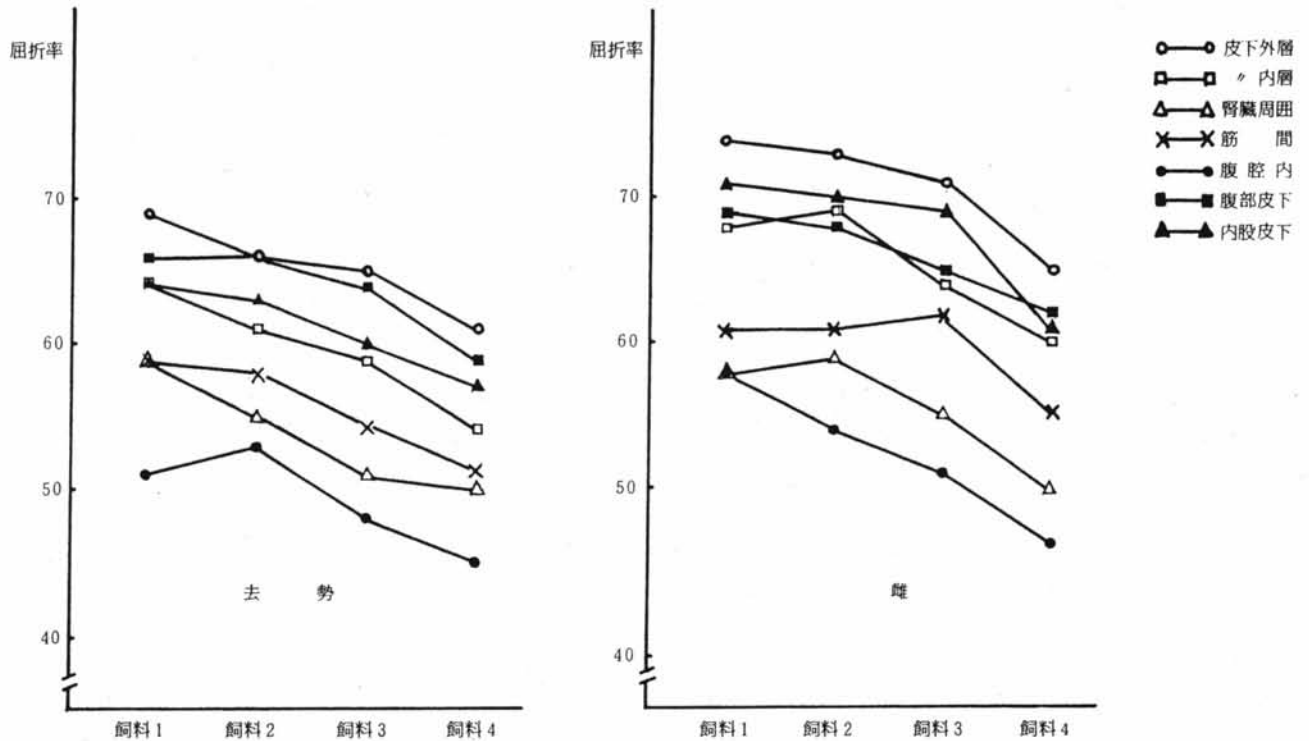 屈折率
70
60
50
40
去 勢
飼料1 飼料2 飼料3 飼料4
屈折率
70
60
50
40
雌
飼料1 飼料2 飼料3 飼料4
皮下外層
〃 内層
腎臓周囲
筋 間
腹腔内
腹部皮下
内股皮下